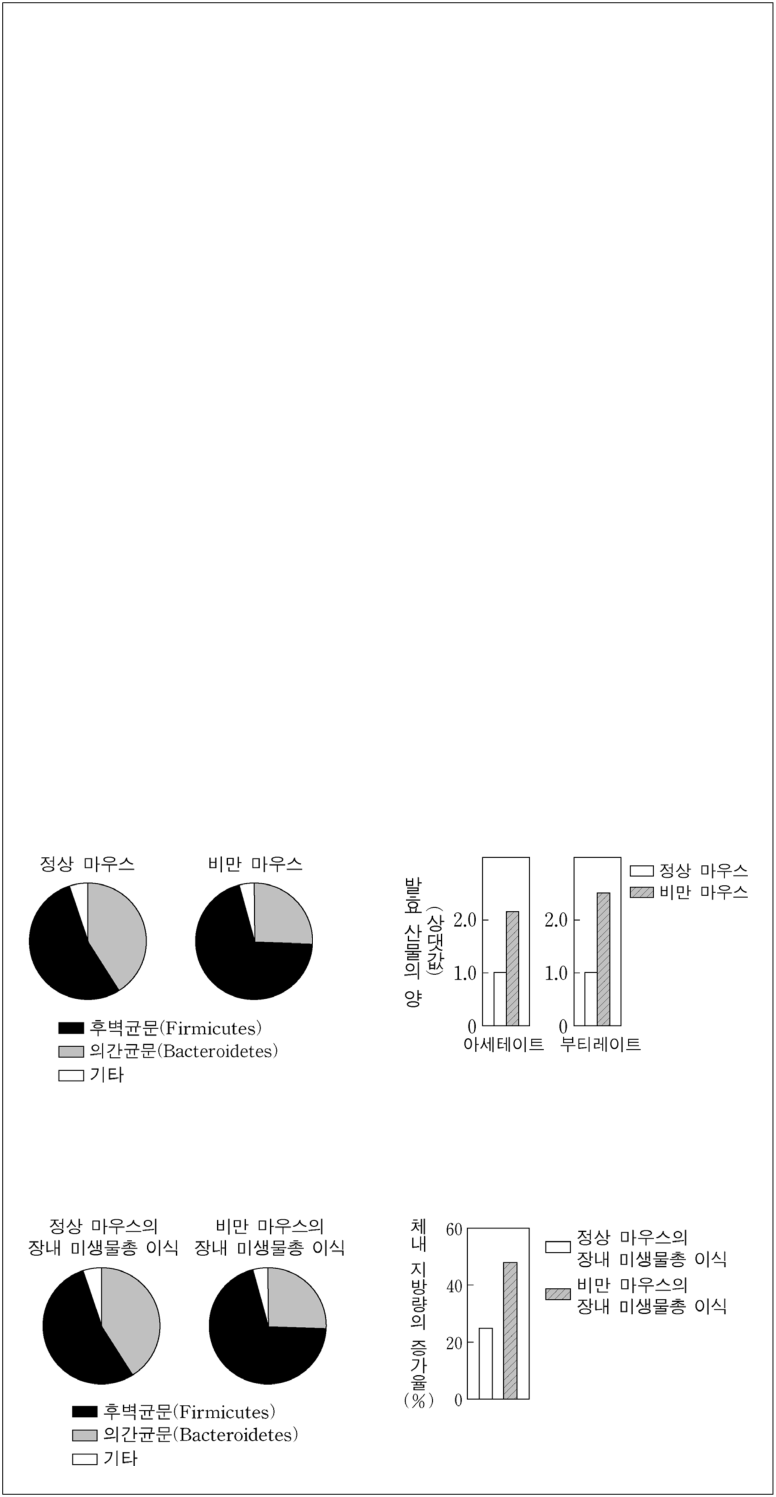 정상 마우스
비만 마우스
후벽균문(Firmicutes)
의간균문(Bacteroidetes)
기타
발효 산물의 양
(상댓값)
2.0
1.0
0
아세테이트
2.0
1.0
0
부티레이트
정상 마우스
비만 마우스
정상 마우스의
장내 미생물총 이식
비만 마우스의
장내 미생물총 이식
후벽균문(Firmicutes)
의간균문(Bacteroidetes)
기타
체내 지방량의 증가율(%)
60
40
20
0
정상 마우스의
장내 미생물총 이식
비만 마우스의
장내 미생물총 이식